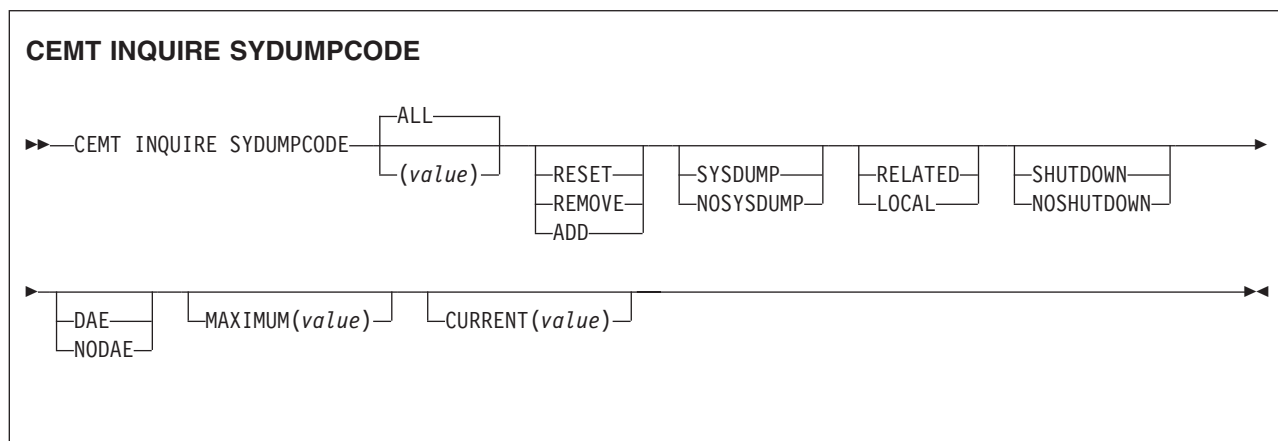 CEMT INQUIRE SYDUMPCODE
ALL
CEMT INQUIRE SYDUMPCODE
(value)
RESET SYSDUMP RELATED SHUTDOWN
REMOVE NOSYSDUMP LOCAL NOSHUTDOWN
ADD
DAE MAXIMUM(value) CURRENT(value)
NODAE